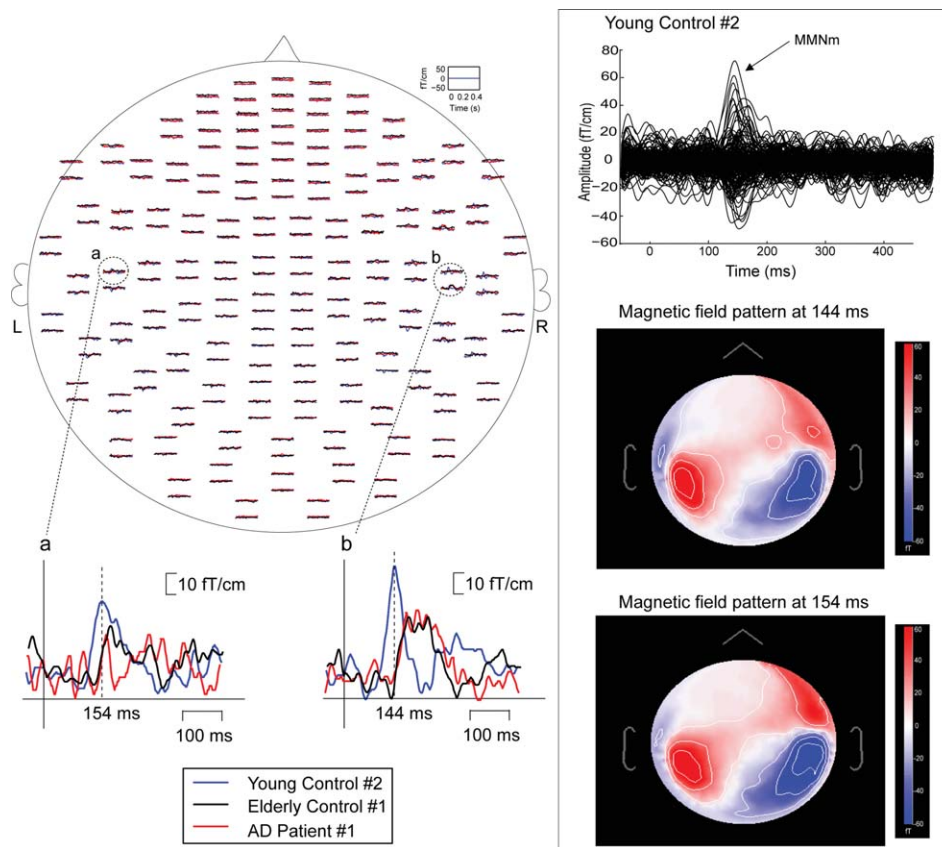 50
0
−50
fT/cm
0 0.2 0.4
Time (s)
a
b
L
R
a
10 fT/cm
154 ms
100 ms
b
10 fT/cm
144 ms
100 ms
Young Control #2
Elderly Control #1
AD Patient #1
Young Control #2
MMNm
80
60
40
20
0
−20
−40
−60
Amplitude (fT/cm)
0 100 200 300 400
Time (ms)
Magnetic field pattern at 144 ms
60
40
20
0
-20
-40
-60
fT
Magnetic field pattern at 154 ms
60
40
20
0
-20
-40
-60
fT